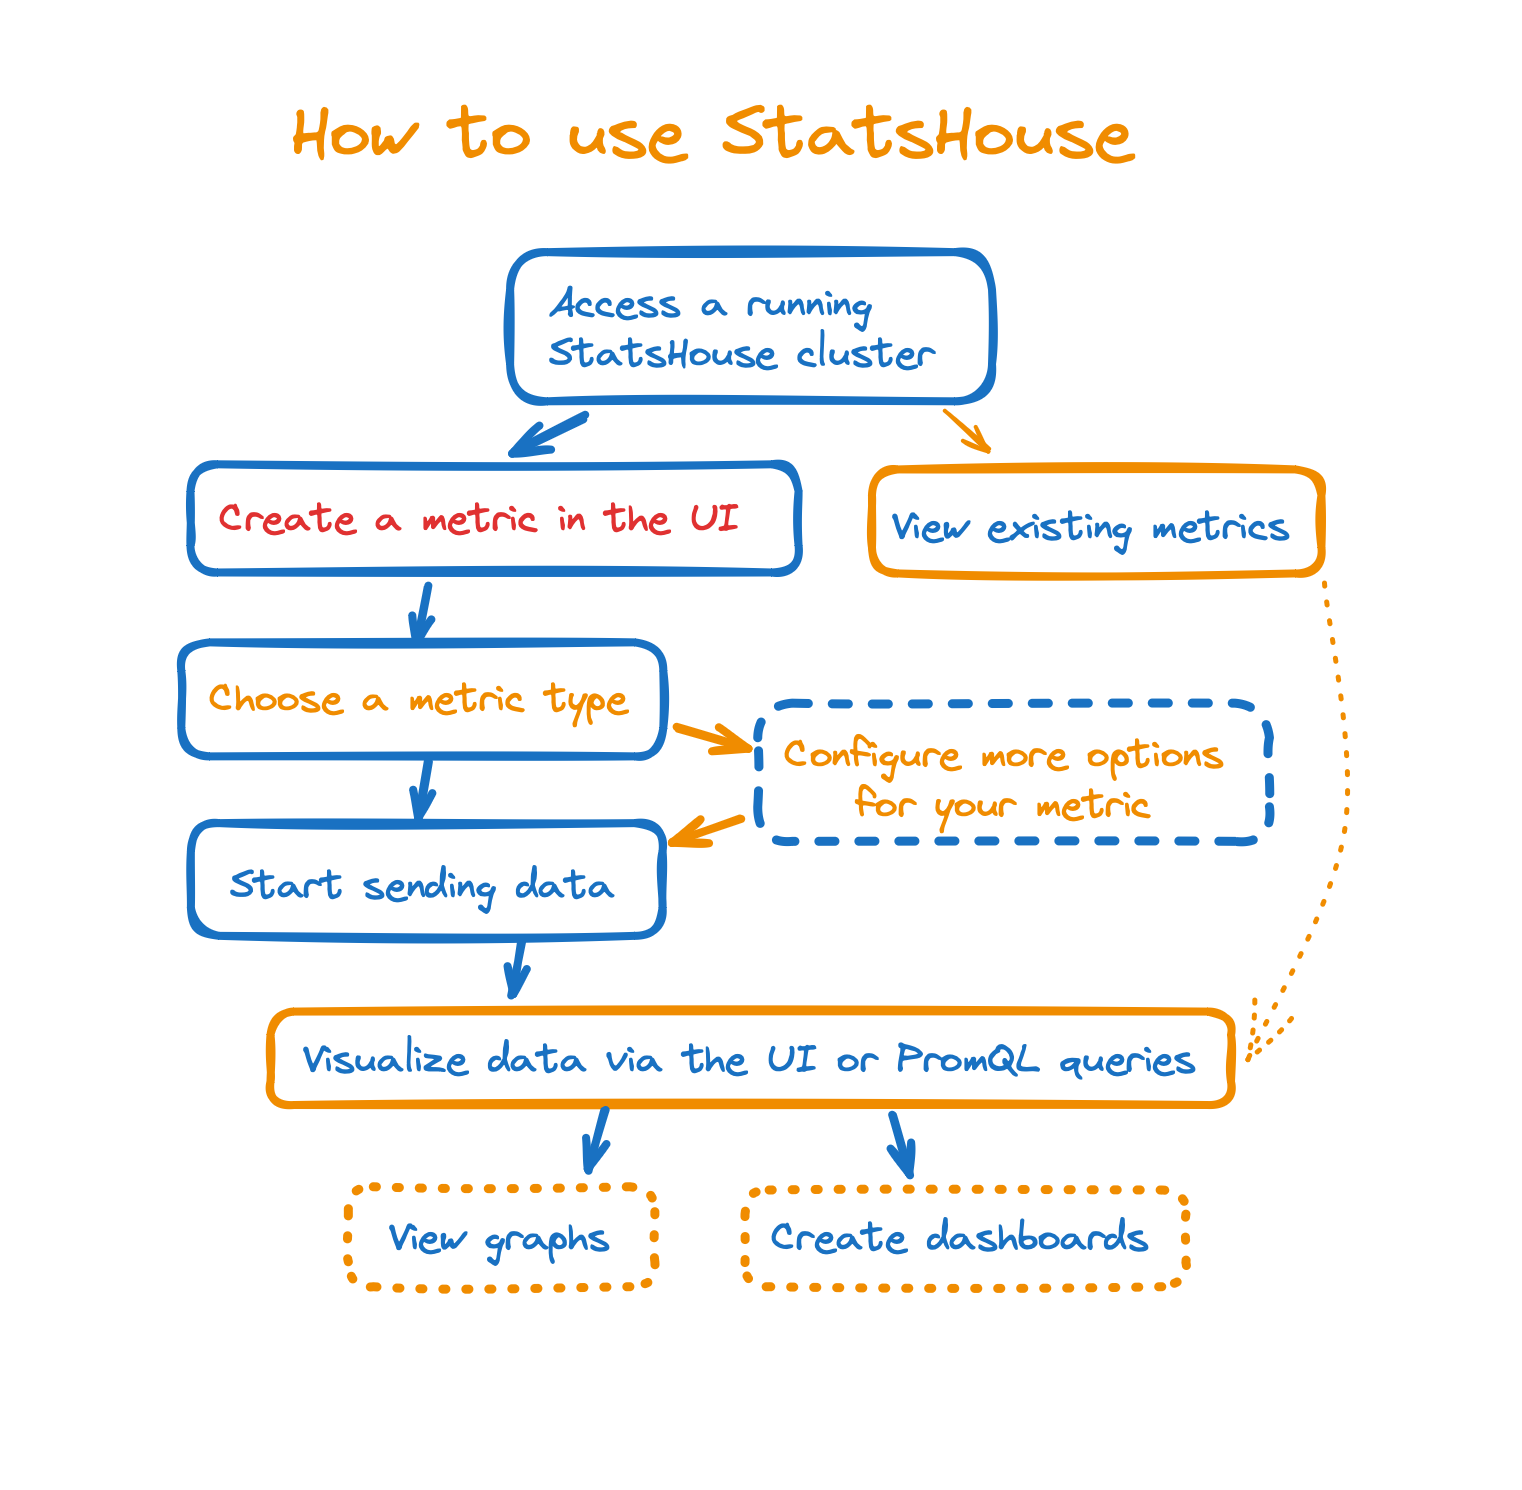 How to use StatsHouse
Access a running
StatsHouse cluster
Create a metric in the UI
View existing metrics
Choose a metric type
Configure more options
for your metric
Start sending data
Visualize data via the UI or PromQL queries
View graphs
Create dashboards